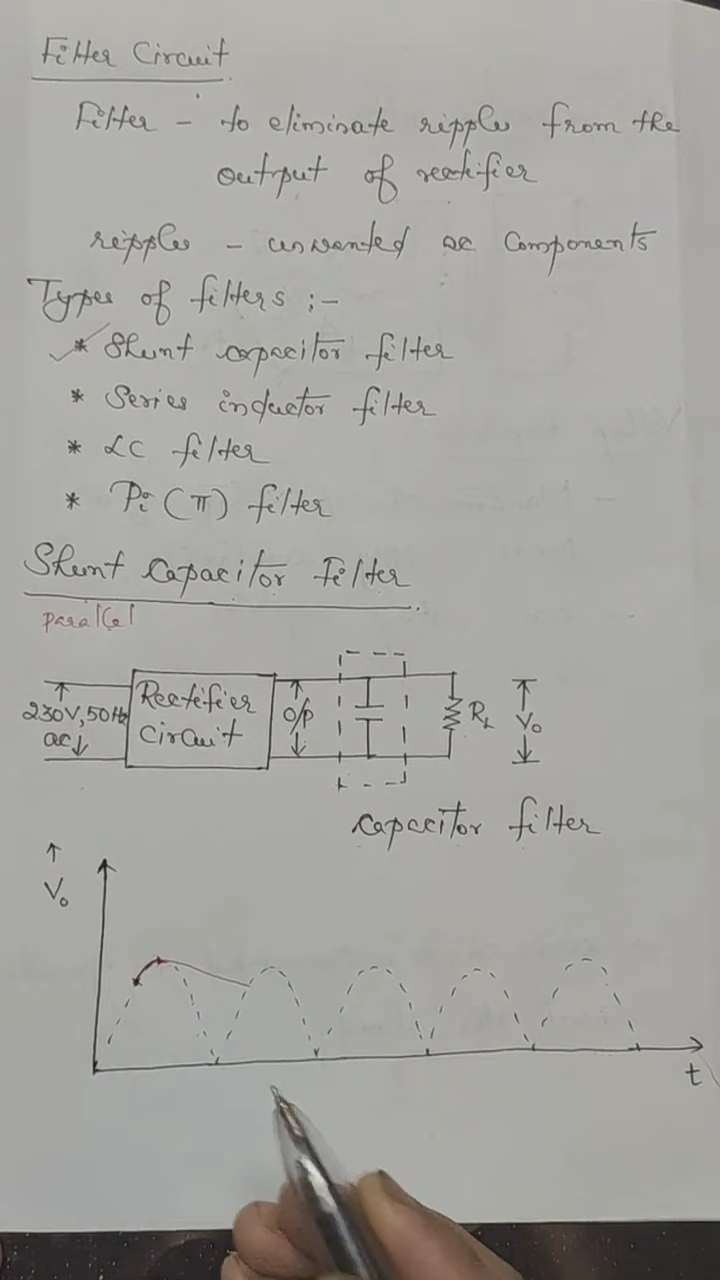 Filter Circuit
Filter - to eliminate ripples from the
output of rectifier
ripples - unwanted ac components
Types of filters :-
* Shunt capacitor filter
* Series inductor filter
* LC filter
* Pi (π) filter
Shunt Capacitor Filter
parallel
230V, 50Hz
ac
Rectifier
circuit
O/P
RL
Vo
capacitor filter
Vo
t